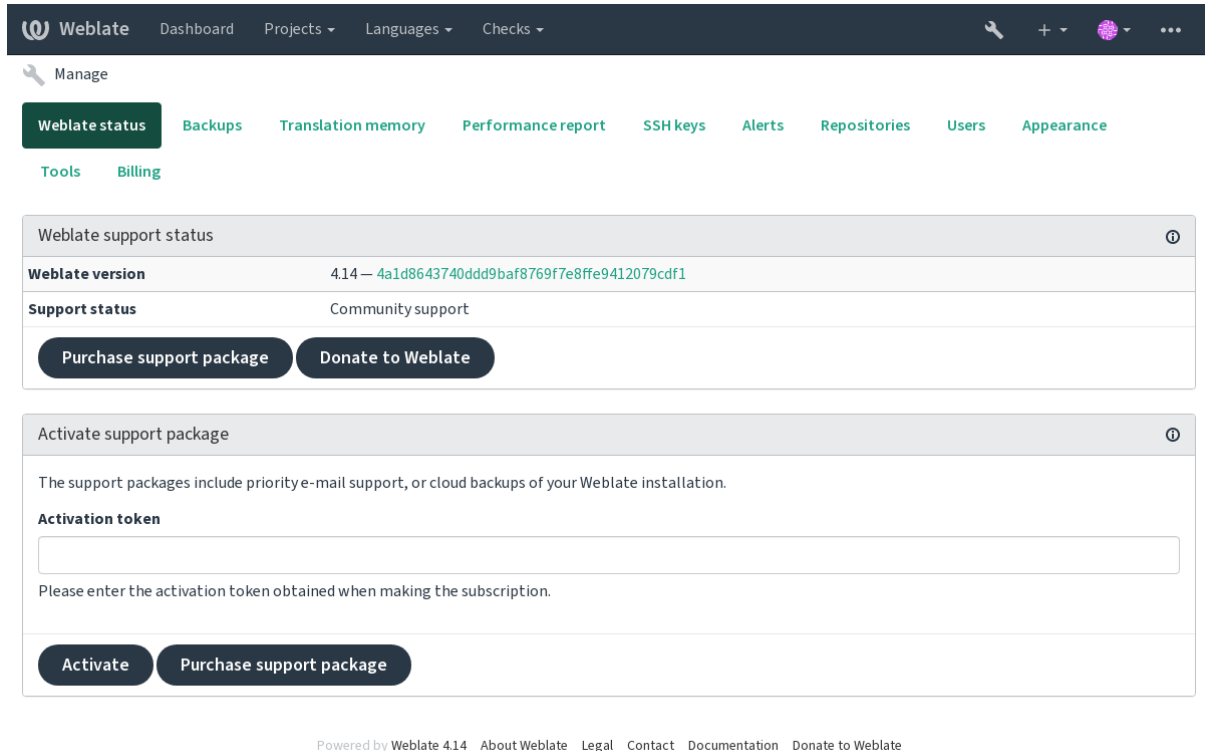 Weblate Dashboard Projects Languages Checks
Manage
Weblate status Backups Translation memory Performance report SSH keys Alerts Repositories Users Appearance
Tools Billing
Weblate support status
Weblate version 4.14 — 4a1d8643740ddd9baf8769f7e8ffe9412079cdf1
Support status Community support
Purchase support package Donate to Weblate
Activate support package
The support packages include priority e-mail support, or cloud backups of your Weblate installation.
Activation token
Please enter the activation token obtained when making the subscription.
Activate Purchase support package
Powered by Weblate 4.14 About Weblate Legal Contact Documentation Donate to Weblate